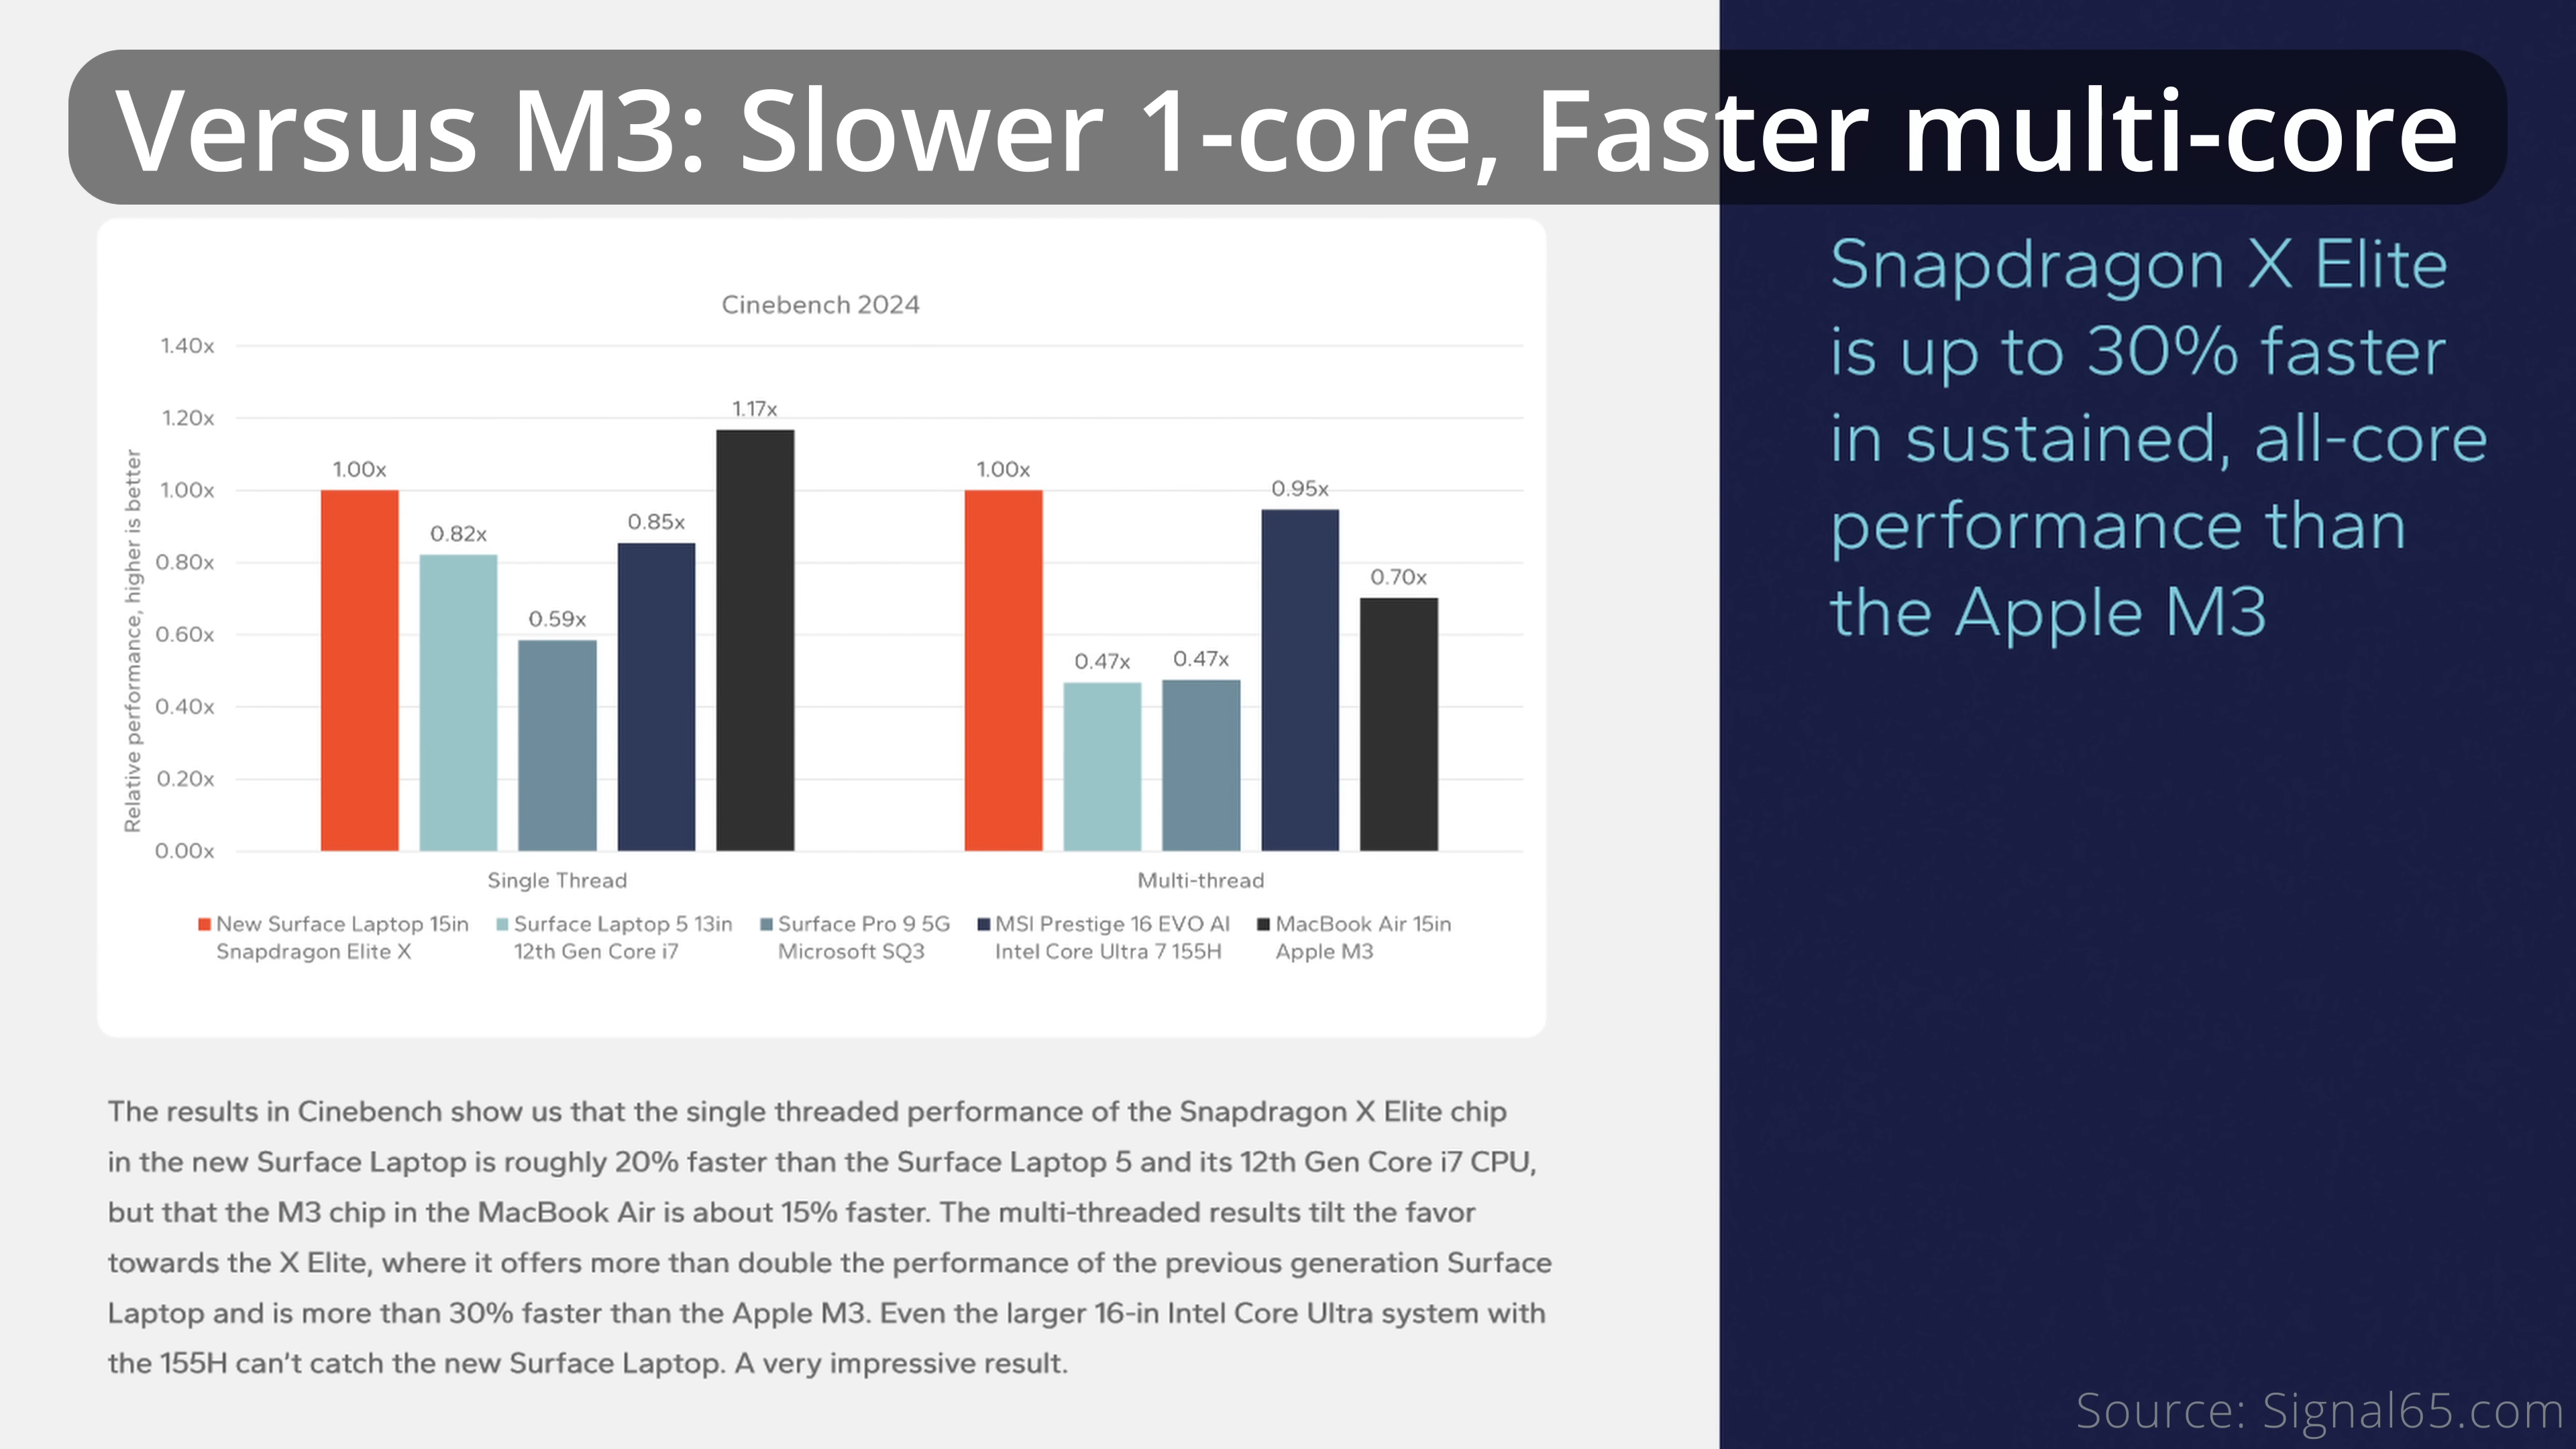 Versus M3: Slower 1-core, Faster multi-core
Cinebench 2024
Relative performance, higher is better
1.40x
1.20x
1.00x
0.80x
0.60x
0.40x
0.20x
0.00x
1.00x
0.82x
0.59x
0.85x
1.17x
1.00x
0.47x
0.47x
0.95x
0.70x
Single Thread
Multi-thread
New Surface Laptop 15in
Snapdragon Elite X
Surface Laptop 5 13in
12th Gen Core i7
Surface Pro 9 5G
Microsoft SQ3
MSI Prestige 16 EVO AI
Intel Core Ultra 7 155H
MacBook Air 15in
Apple M3
The results in Cinebench show us that the single threaded performance of the Snapdragon X Elite chip
in the new Surface Laptop is roughly 20% faster than the Surface Laptop 5 and its 12th Gen Core i7 CPU,
but that the M3 chip in the MacBook Air is about 15% faster. The multi-threaded results tilt the favor
towards the X Elite, where it offers more than double the performance of the previous generation Surface
Laptop and is more than 30% faster than the Apple M3. Even the larger 16-in Intel Core Ultra system with
the 155H can’t catch the new Surface Laptop. A very impressive result.
Snapdragon X Elite
is up to 30% faster
in sustained, all-core
performance than
the Apple M3
Source: Signal65.com